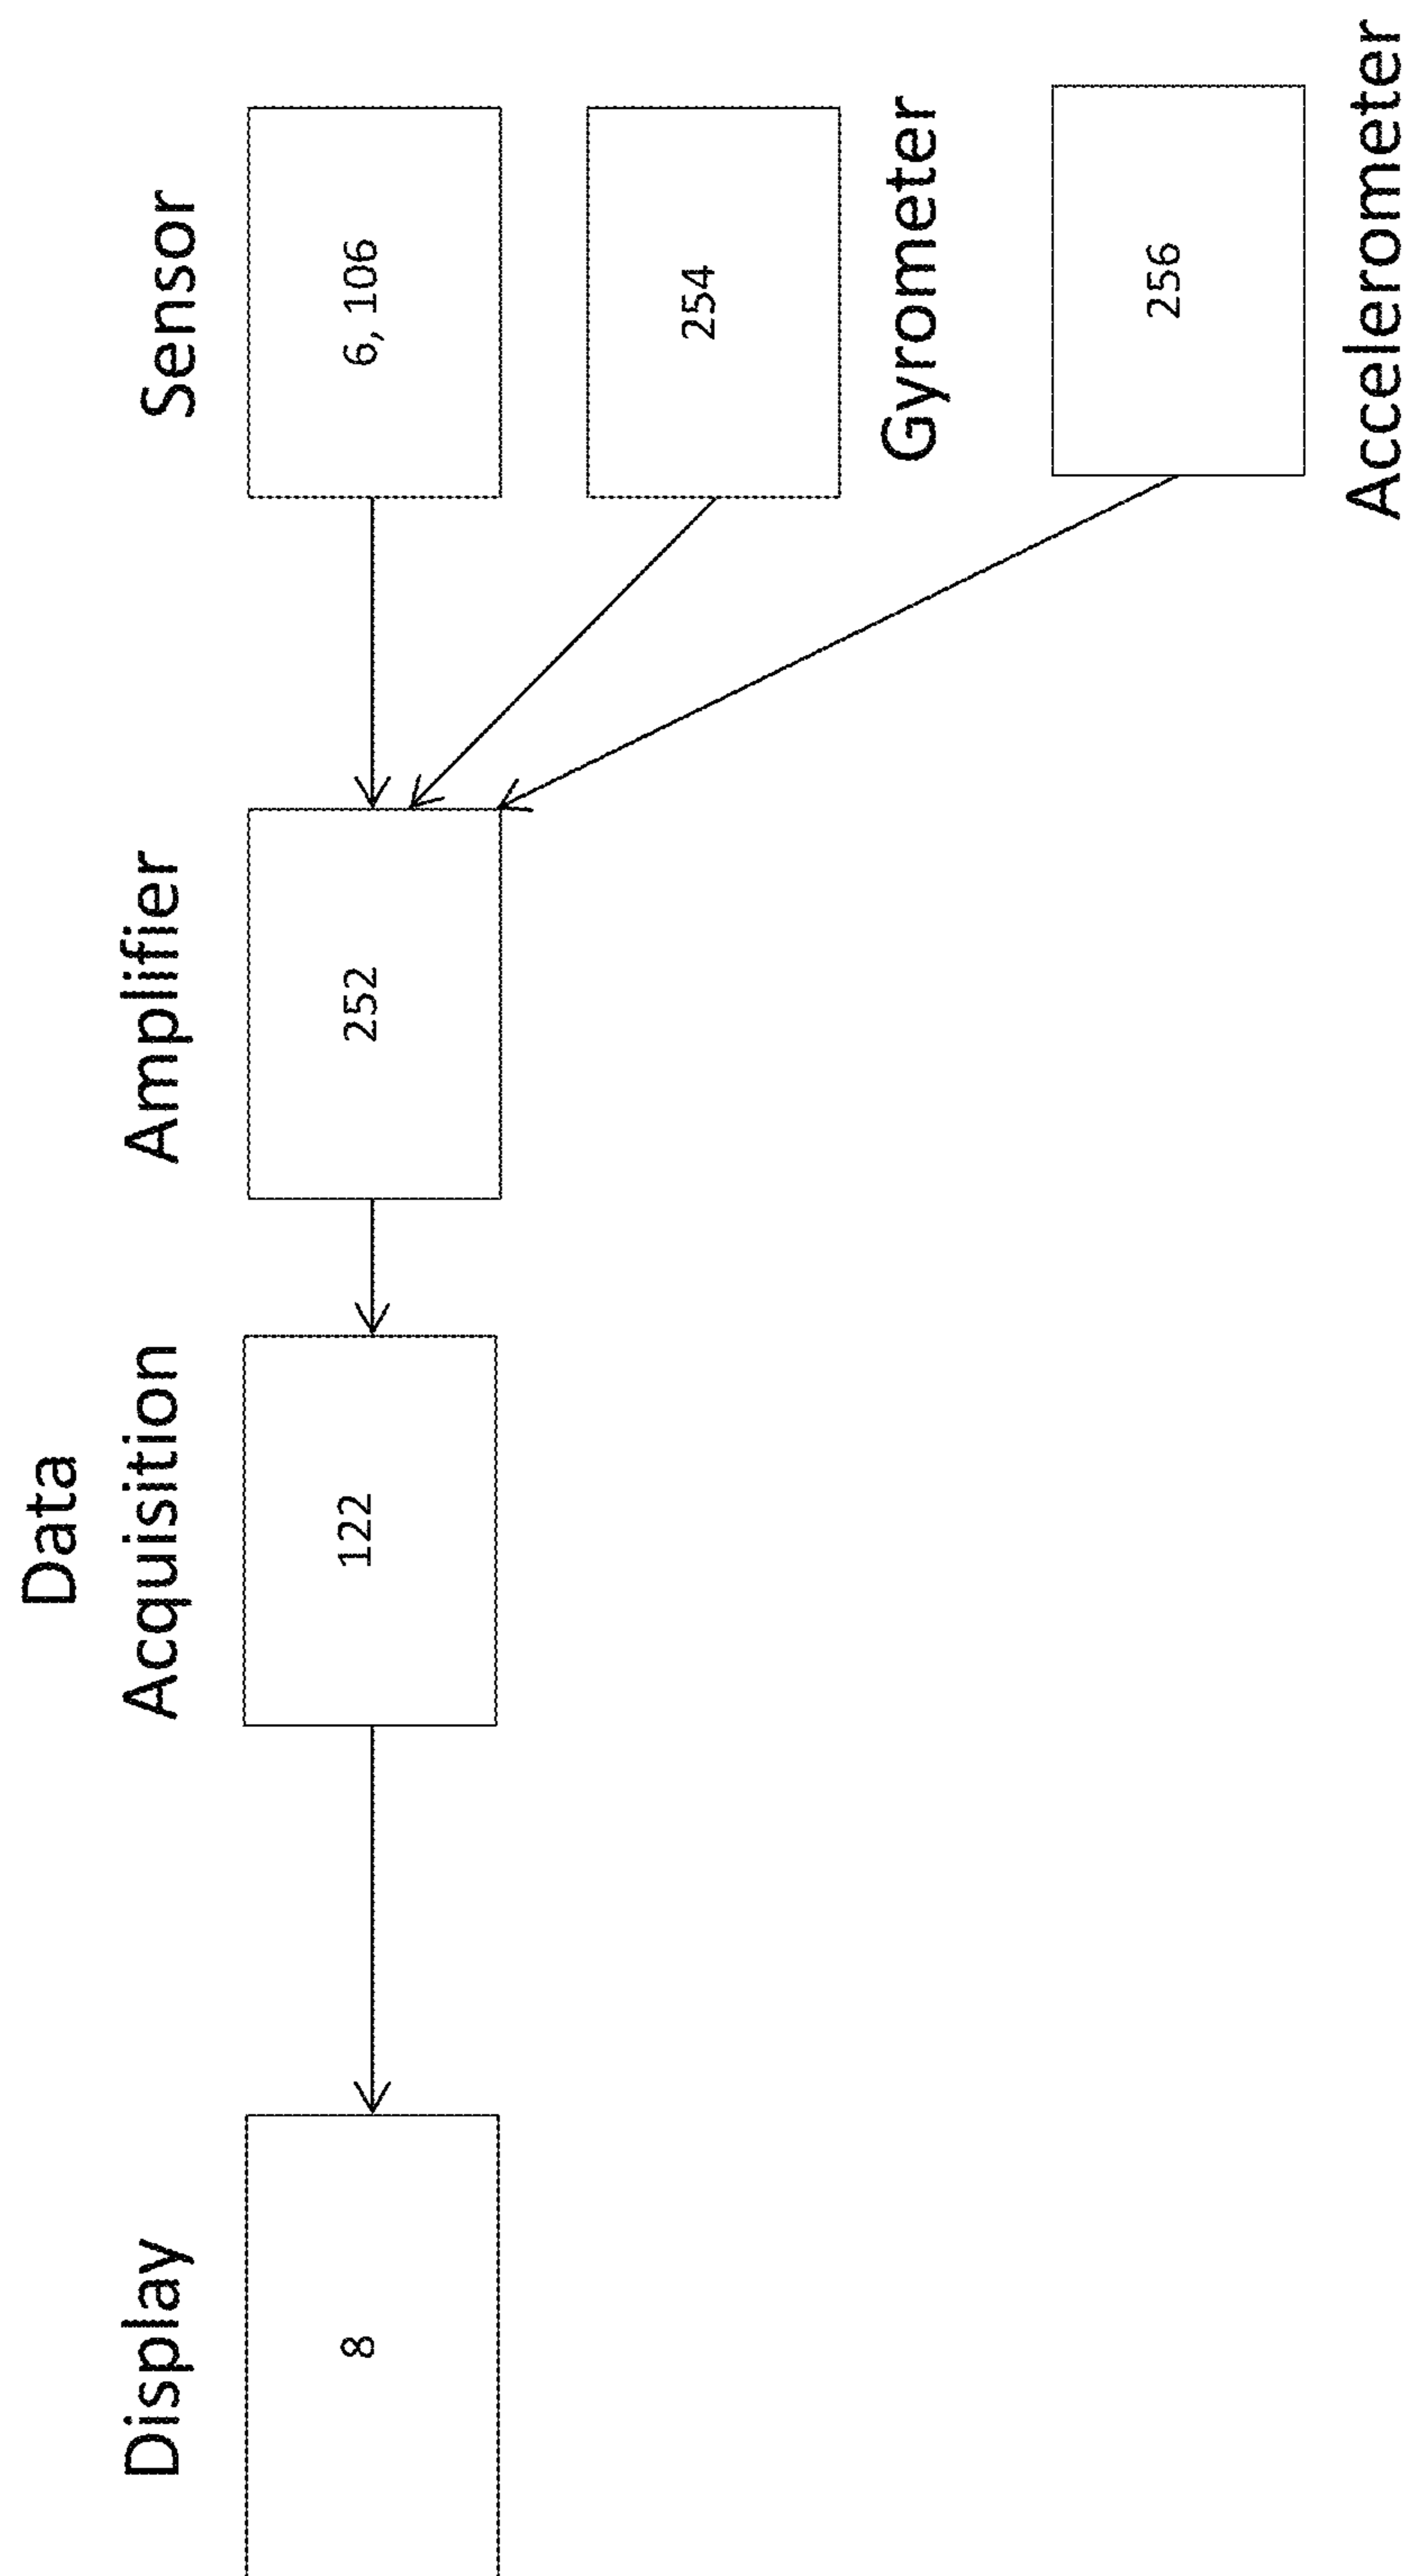 Display
8
Data
Acquisition
122
Amplifier
252
Sensor
6, 106
254
Gyrometer
256
Accelerometer